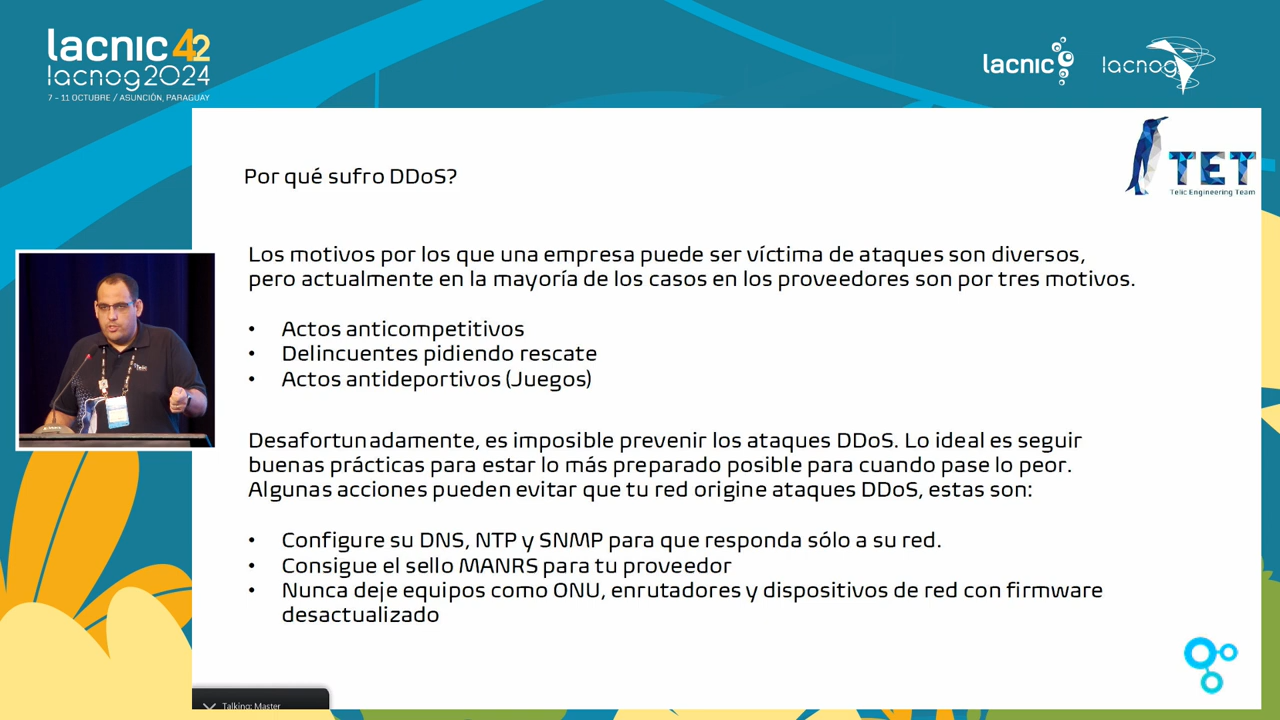 lacnic 42
lacnog2024
7 - 11 OCTUBRE / ASUNCIÓN, PARAGUAY
lacnic
lacnog
TET
Telic Engineering Team
Por qué sufro DDoS?
Los motivos por los que una empresa puede ser víctima de ataques son diversos,
pero actualmente en la mayoría de los casos en los proveedores son por tres motivos.
• Actos anticompetitivos
• Delincuentes pidiendo rescate
• Actos antideportivos (Juegos)
Desafortunadamente, es imposible prevenir los ataques DDoS. Lo ideal es seguir
buenas prácticas para estar lo más preparado posible para cuando pase lo peor.
Algunas acciones pueden evitar que tu red origine ataques DDoS, estas son:
• Configure su DNS, NTP y SNMP para que responda sólo a su red.
• Consigue el sello MANRS para tu proveedor
• Nunca deje equipos como ONU, enrutadores y dispositivos de red con firmware
desactualizado
Talking: Master